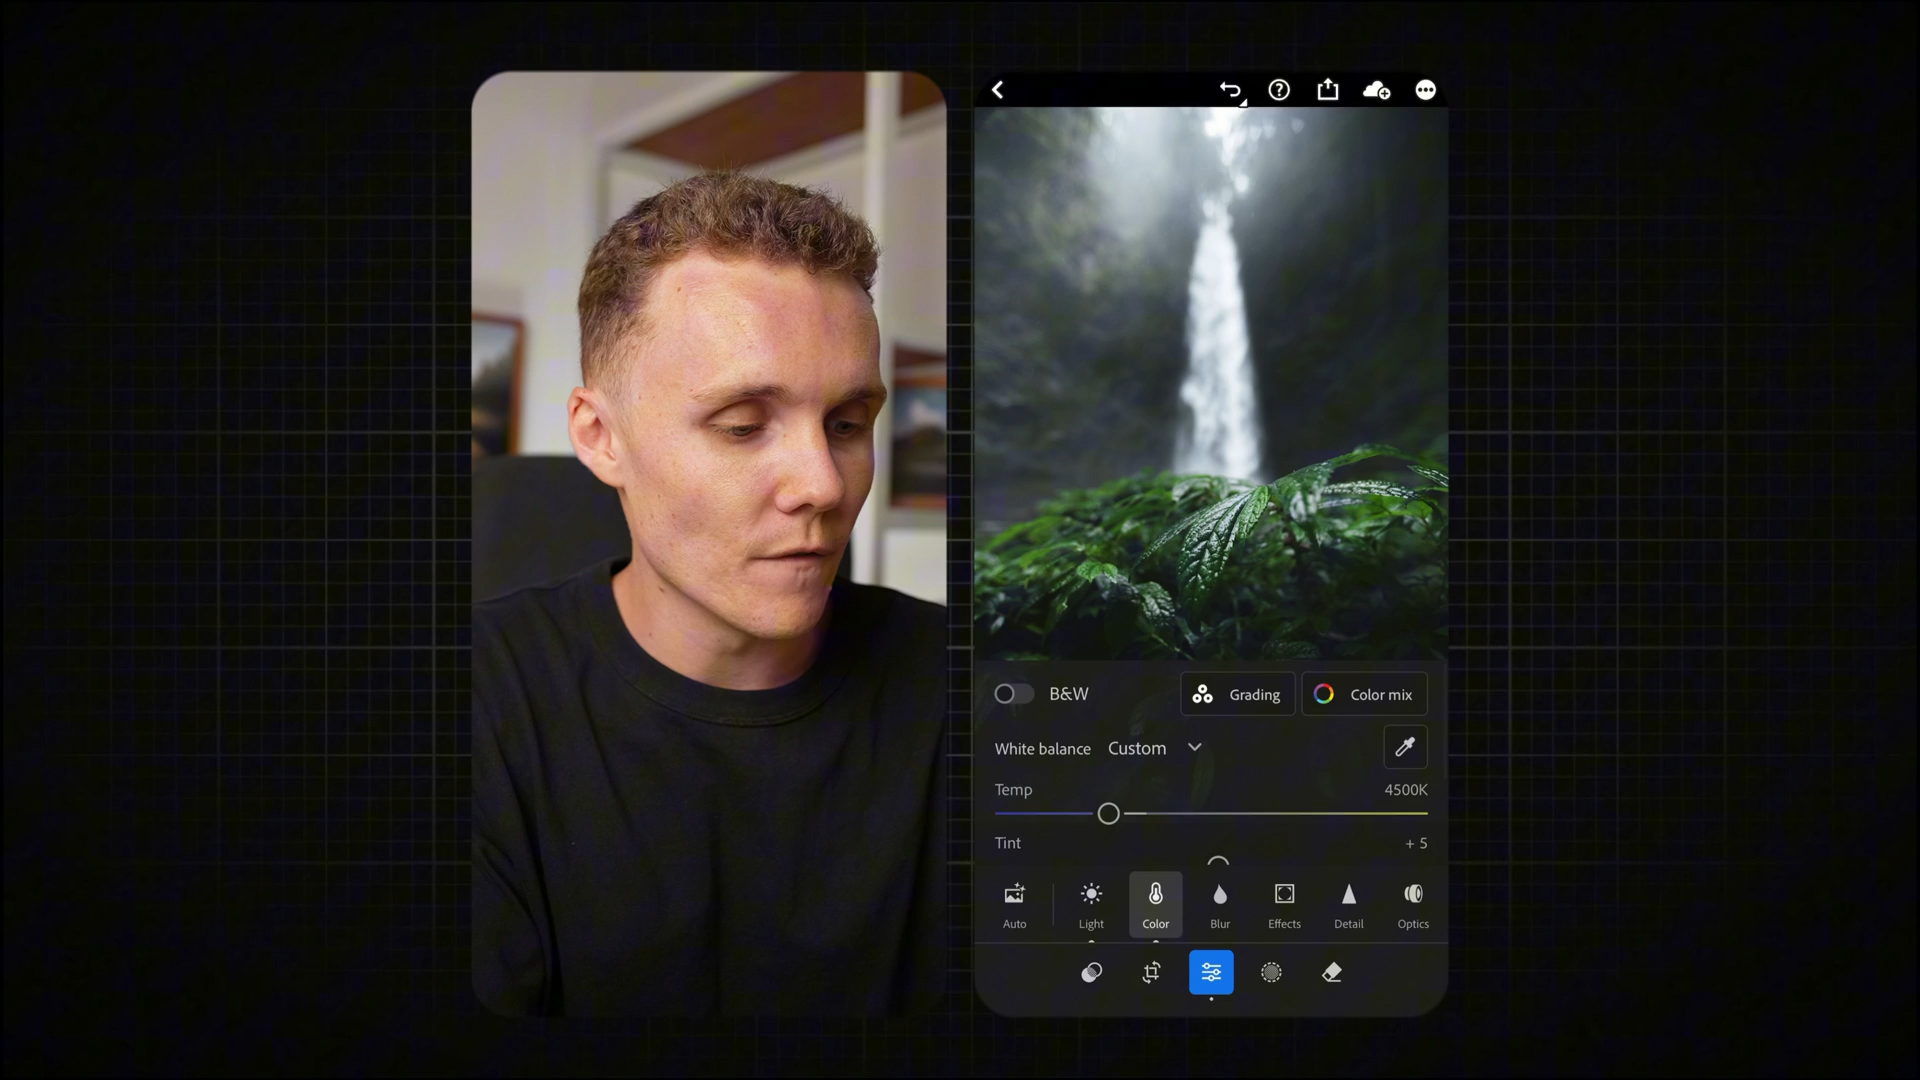 B&W
Grading
Color mix
White balance Custom
Temp 4500K
Tint + 5
Auto Light Color Blur Effects Detail Optics